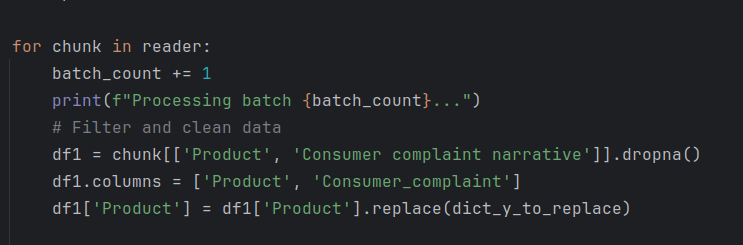 for chunk in reader:
    batch_count += 1
    print(f"Processing batch {batch_count}...")
    # Filter and clean data
    df1 = chunk[['Product', 'Consumer complaint narrative']].dropna()
    df1.columns = ['Product', 'Consumer_complaint']
    df1['Product'] = df1['Product'].replace(dict_y_to_replace)